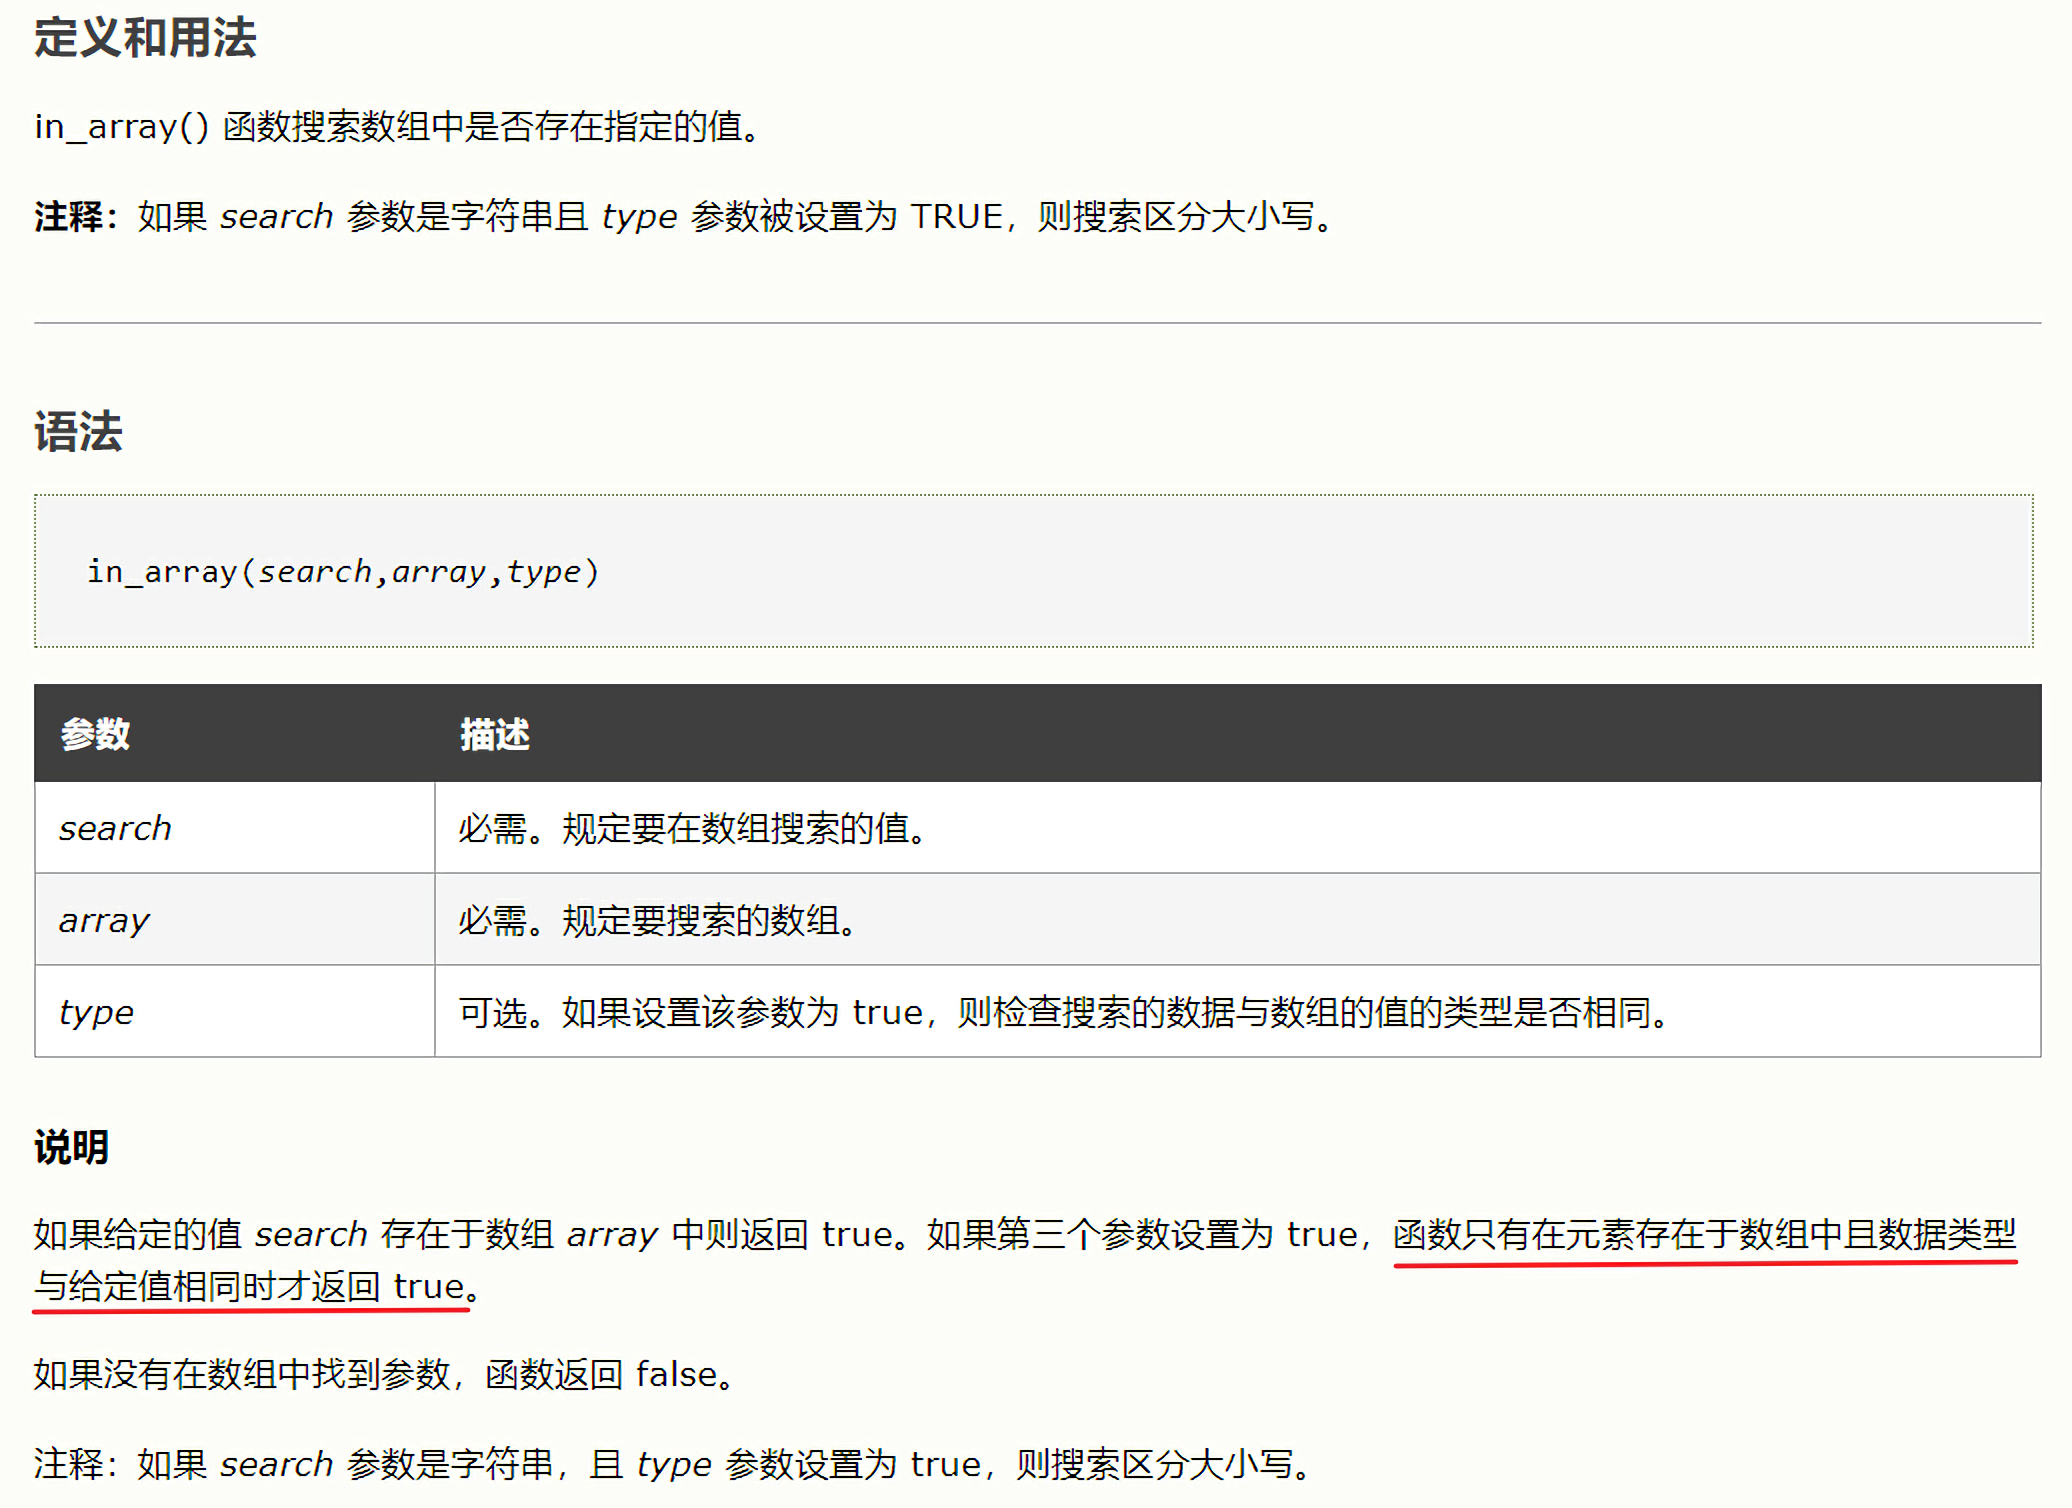 定义和用法
in_array() 函数搜索数组中是否存在指定的值。
注释：如果 search 参数是字符串且 type 参数被设置为 TRUE，则搜索区分大小写。
语法
in_array(search,array,type)
参数 描述
search 必需。规定要在数组搜索的值。
array 必需。规定要搜索的数组。
type 可选。如果设置该参数为 true，则检查搜索的数据与数组的值的类型是否相同。
说明
如果给定的值 search 存在于数组 array 中则返回 true。如果第三个参数设置为 true，函数只有在元素存在于数组中且数据类型
与给定值相同时才返回 true。
如果没有在数组中找到参数，函数返回 false。
注释：如果 search 参数是字符串，且 type 参数设置为 true，则搜索区分大小写。